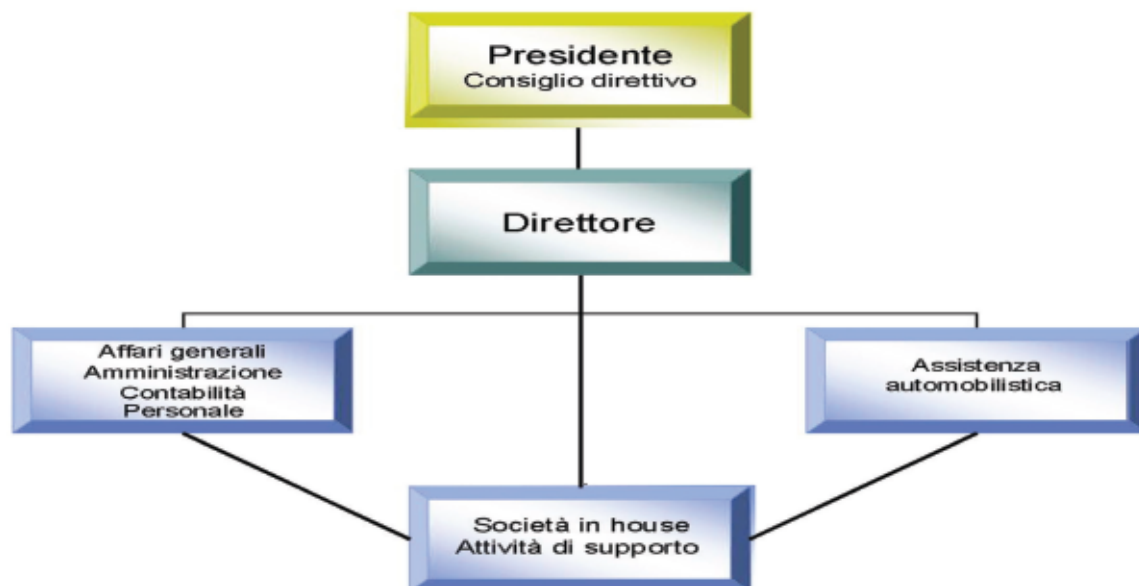 Presidente
Consiglio direttivo
Direttore
Affari generali
Amministrazione
Contabilità
Personale
Assistenza
automobilistica
Società in house
Attività di supporto